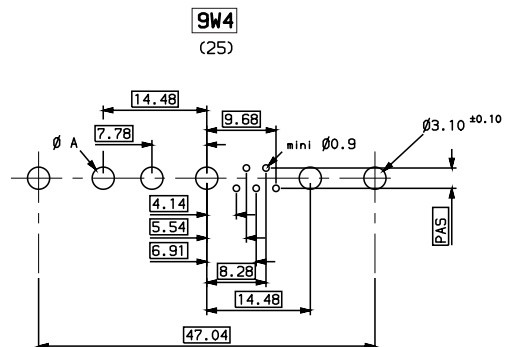 9W4
(25)
14.48
9.68
Ø3.10 ±0.10
7.78
Ø A
mini Ø0.9
4.14
5.54
PAS
6.91
8.28
14.48
47.04